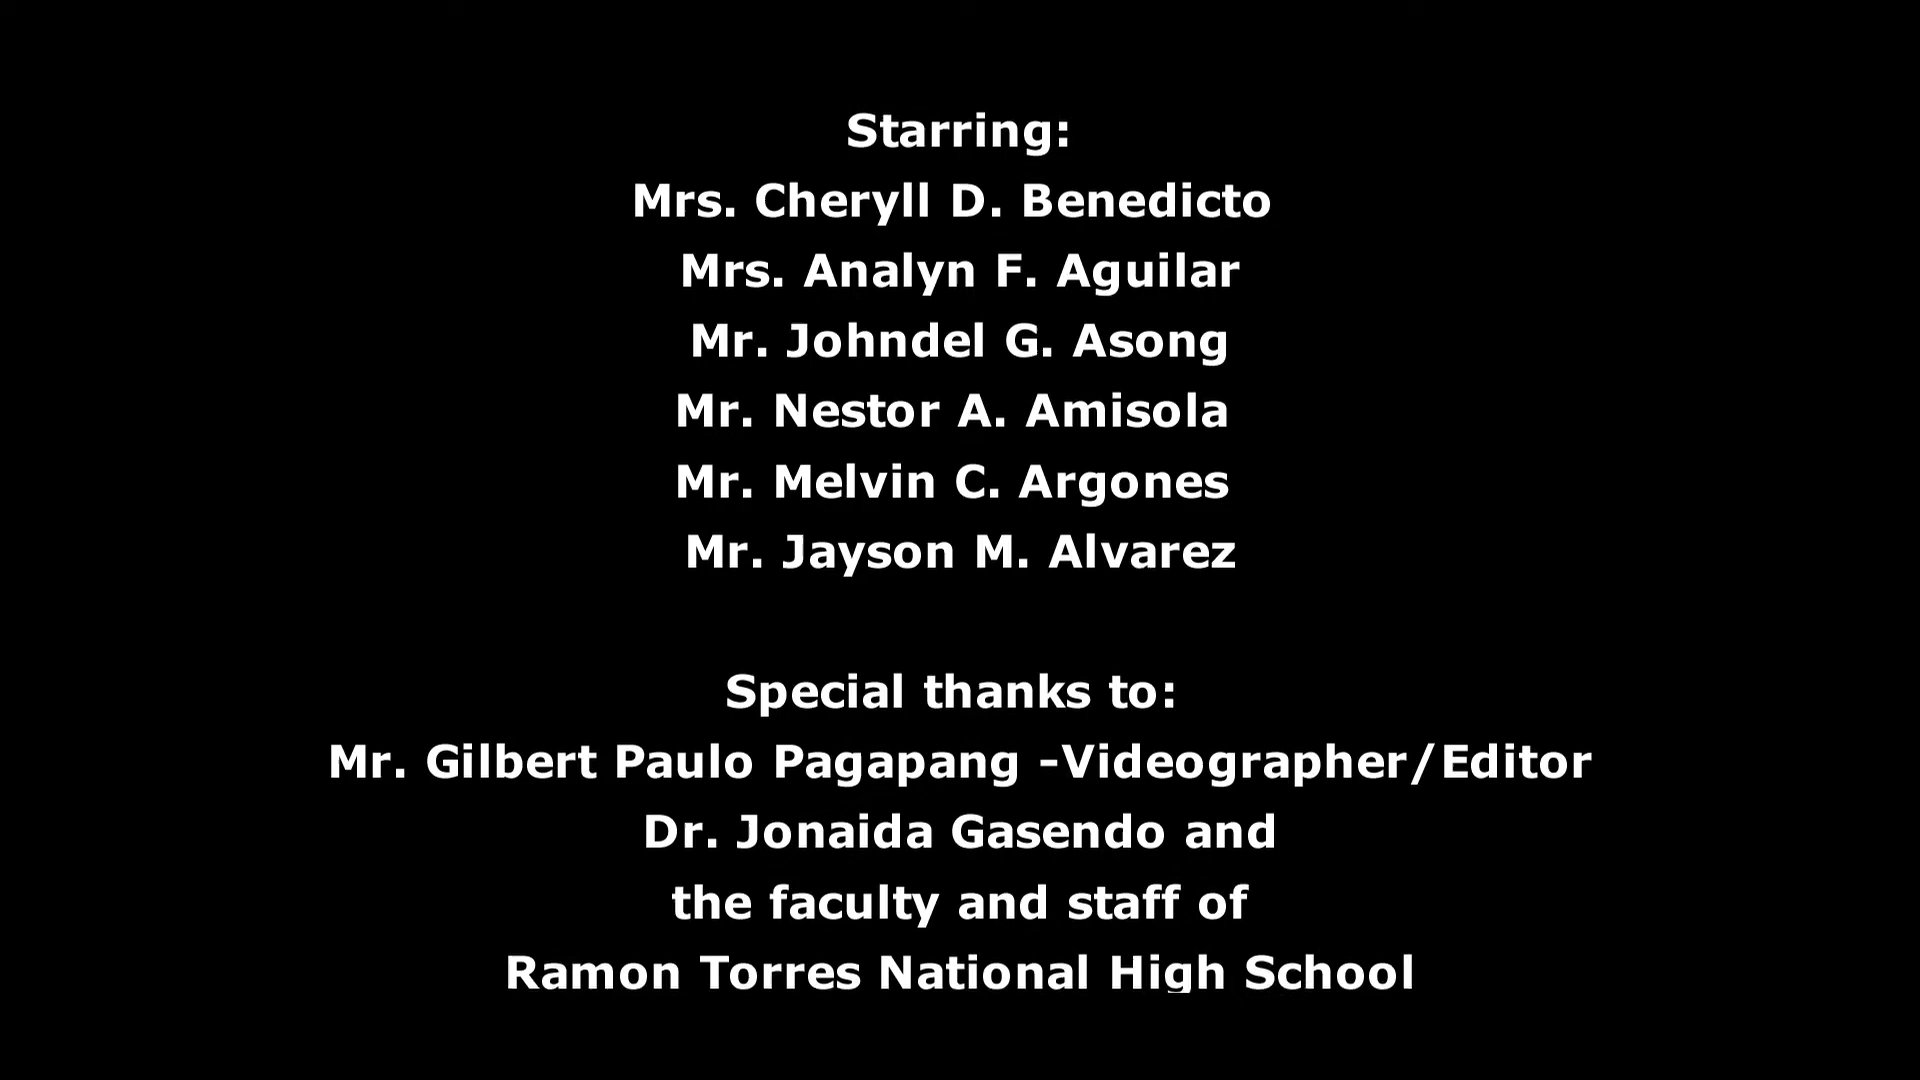 Starring:
Mrs. Cheryll D. Benedicto
Mrs. Analyn F. Aguilar
Mr. Johndel G. Asong
Mr. Nestor A. Amisola
Mr. Melvin C. Argones
Mr. Jayson M. Alvarez
Special thanks to:
Mr. Gilbert Paulo Pagapang -Videographer/Editor
Dr. Jonaida Gasendo and
the faculty and staff of
Ramon Torres National High School